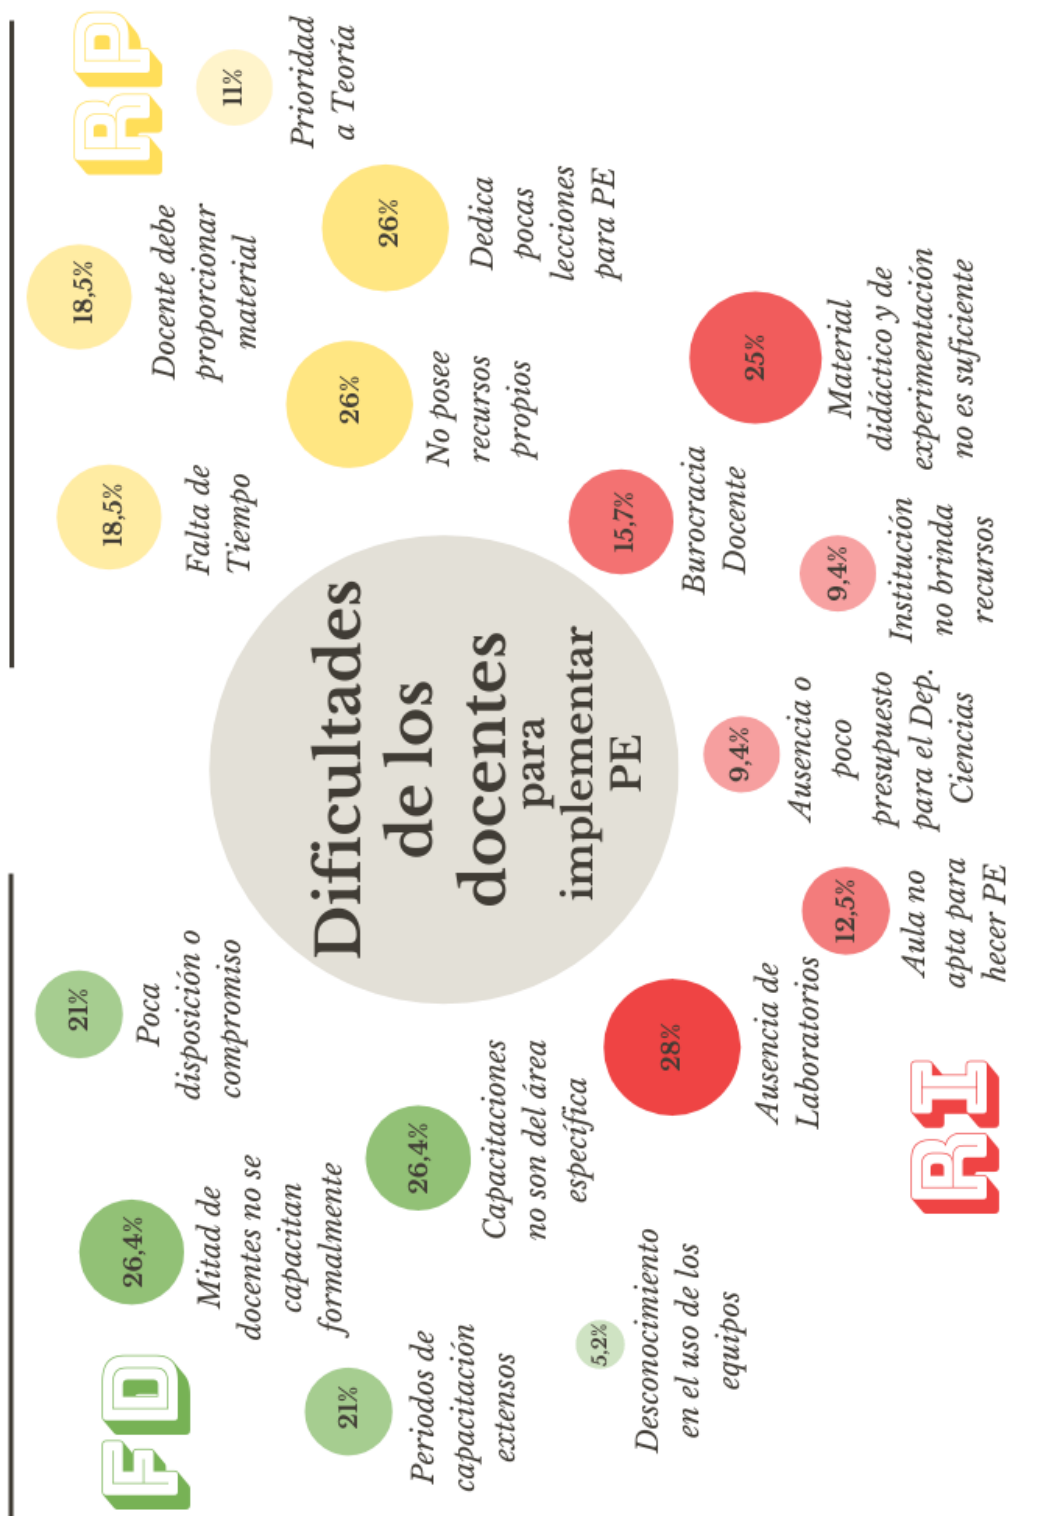 FD
26,4%
Mitad de
docentes no se
capacitan
formalmente
21%
Poca
disposición o
compromiso
21%
Periodos de
capacitación
extensos
26,4%
Capacitaciones
no son del área
específica
5,2%
Desconocimiento
en el uso de los
equipos
Dificultades
de los
docentes
para
implementar
PE
RP
18,5%
Falta de
Tiempo
18,5%
Docente debe
proporcionar
material
11%
Prioridad
a Teoría
26%
No posee
recursos
propios
26%
Dedica
pocas
lecciones
para PE
RI
28%
Ausencia de
Laboratorios
12,5%
Aula no
apta para
hecer PE
9,4%
Ausencia o
poco
presupuesto
para el Dep.
Ciencias
9,4%
Institución
no brinda
recursos
15,7%
Burocracia
Docente
25%
Material
didáctico y de
experimentación
no es suficiente